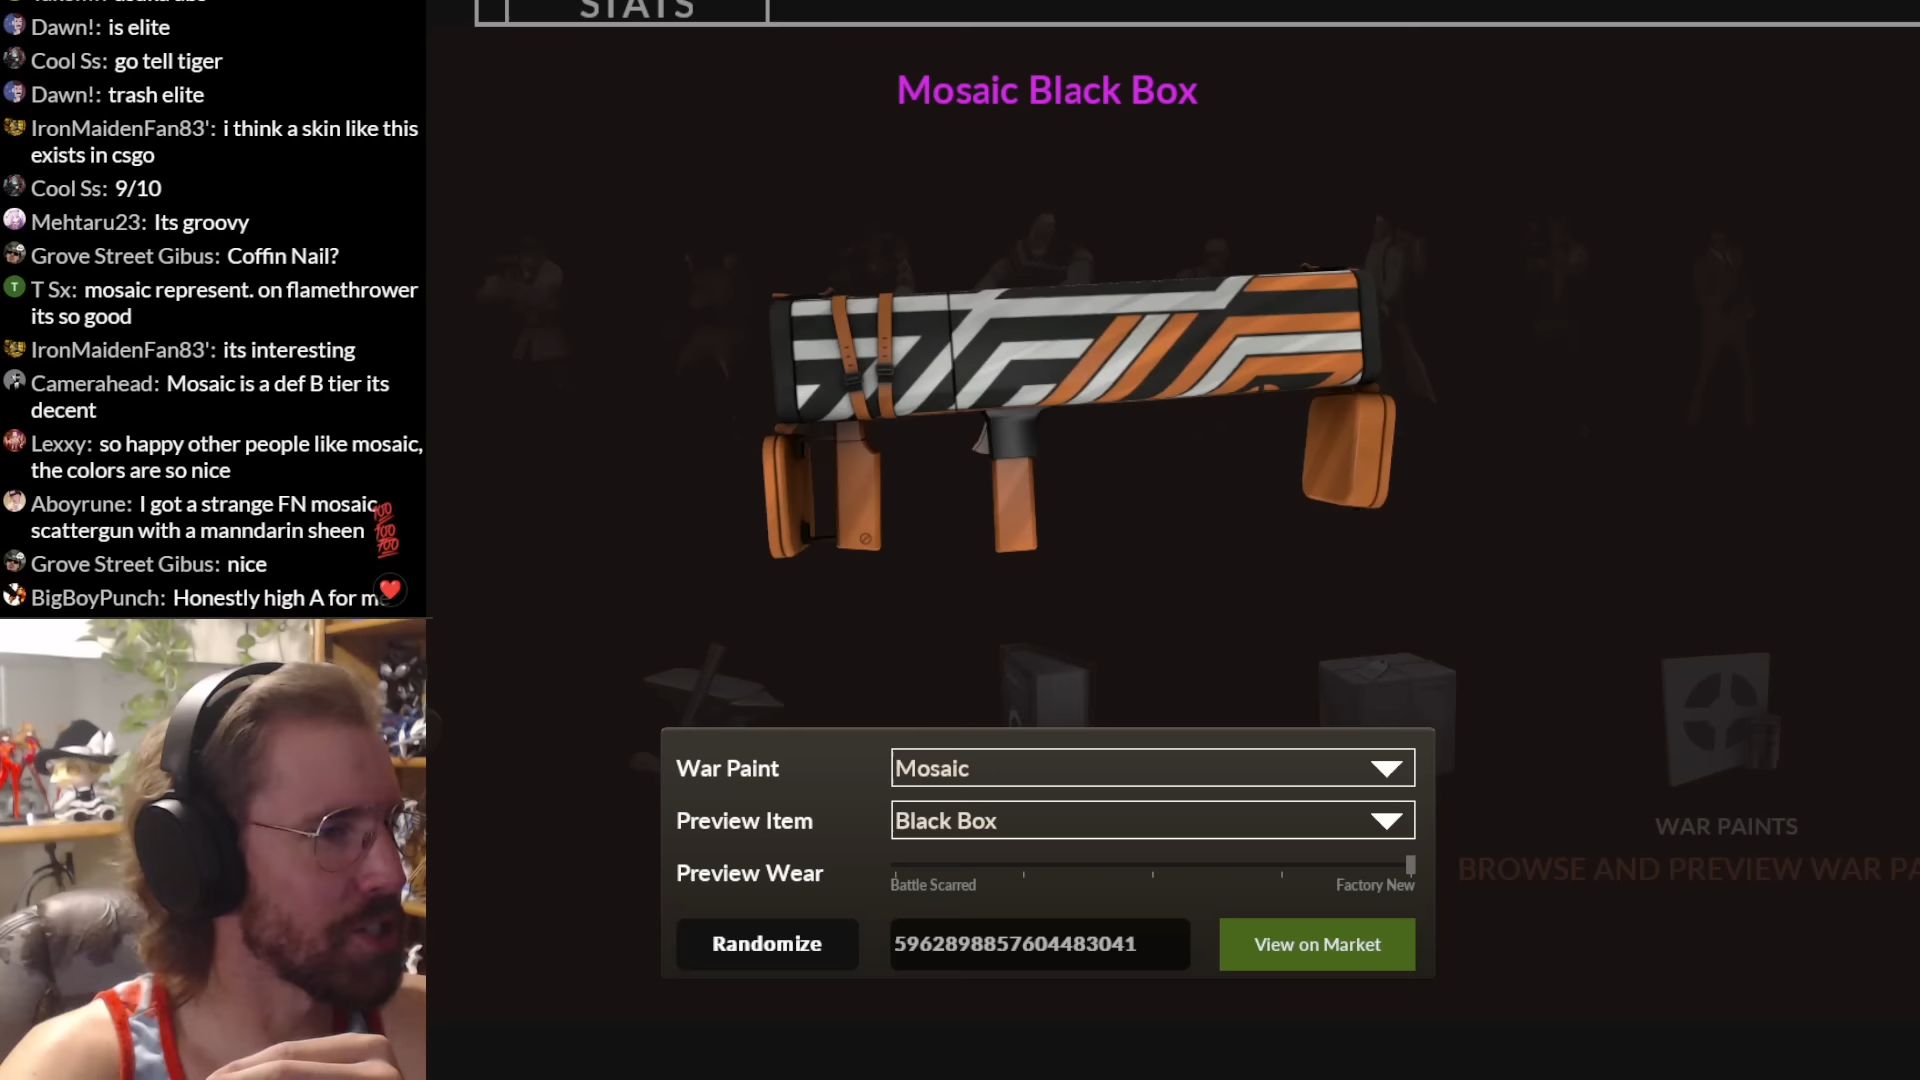 STATS
Dawn!: is elite
Cool Ss: go tell tiger
Dawn!: trash elite
IronMaidenFan83': i think a skin like this
exists in csgo
Cool Ss: 9/10
Mehtaru23: Its groovy
Grove Street Gibus: Coffin Nail?
T Sx: mosaic represent. on flamethrower
its so good
IronMaidenFan83': its interesting
Camerahead: Mosaic is a def B tier its
decent
Lexxy: so happy other people like mosaic,
the colors are so nice
Aboyrune: I got a strange FN mosaic
scattergun with a manndarin sheen
Grove Street Gibus: nice
BigBoyPunch: Honestly high A for me
Mosaic Black Box
War Paint
Mosaic
Preview Item
Black Box
Preview Wear
Battle Scarred
Factory New
Randomize
5962898857604483041
View on Market
WAR PAINTS
BROWSE AND PREVIEW WAR PA